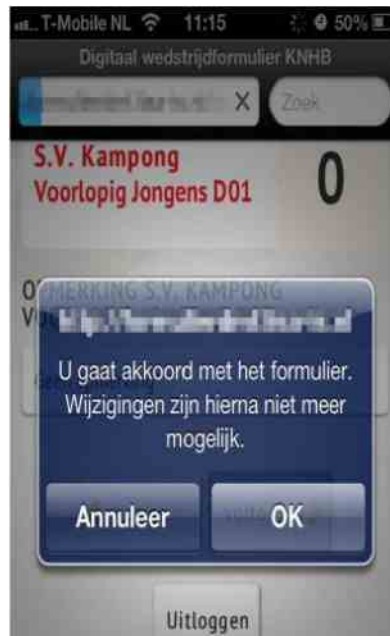 T-Mobile NL 11:15 50%
Digitaal wedstrijdformulier KNHB
Zoek
S.V. Kampong
Voorlopig Jongens D01
0
OPMERKING S.V. KAMPONG
U gaat akkoord met het formulier.
Wijzigingen zijn hierna niet meer
mogelijk.
Annuleer
OK
Uitloggen